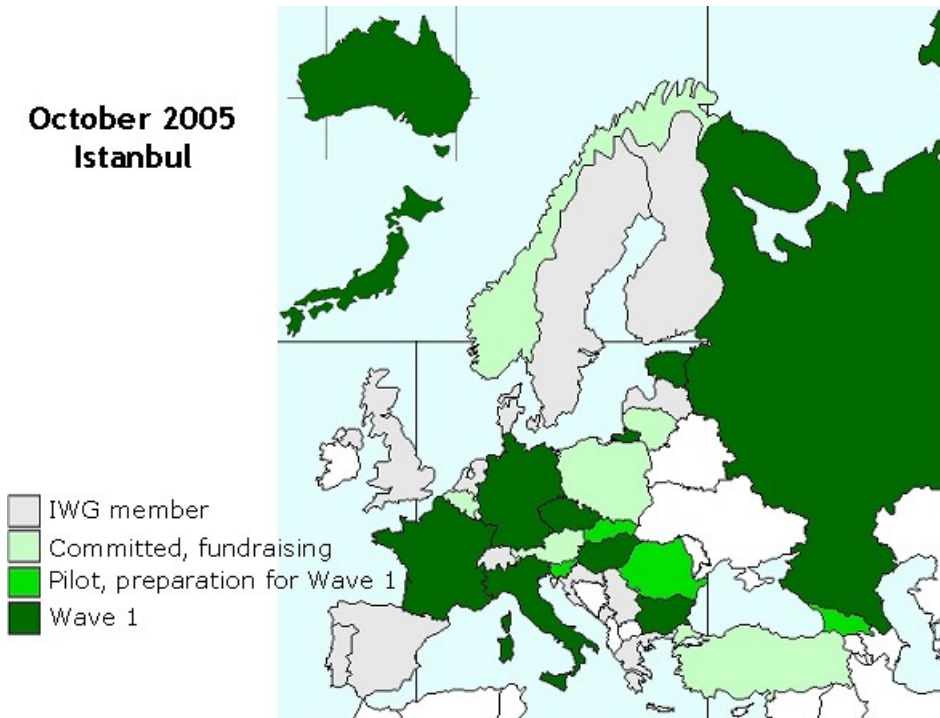 October 2005
Istanbul
IWG member
Committed, fundraising
Pilot, preparation for Wave 1
Wave 1